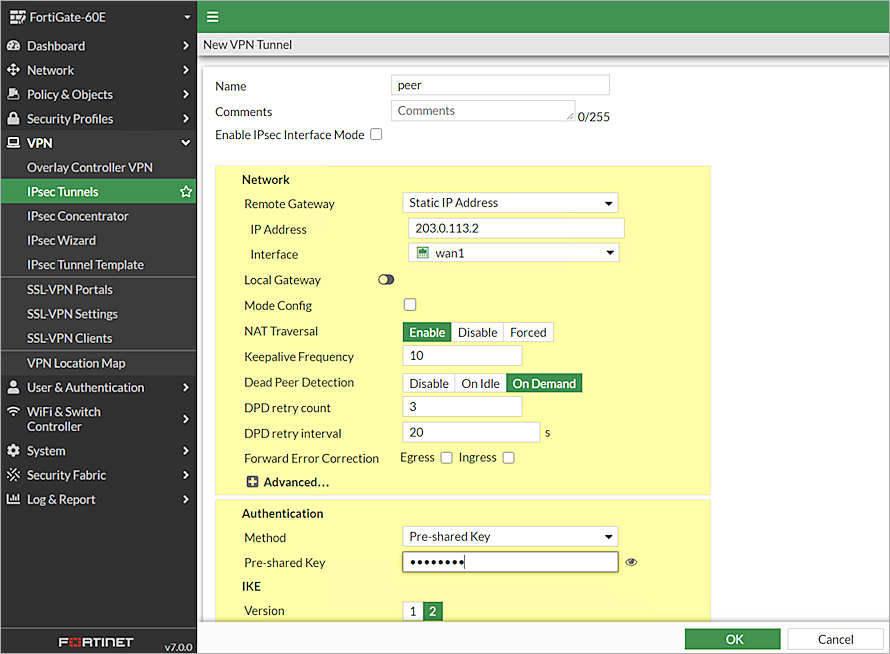 FortiGate-60E
Dashboard
Network
Policy & Objects
Security Profiles
VPN
Overlay Controller VPN
IPsec Tunnels
IPsec Concentrator
IPsec Wizard
IPsec Tunnel Template
SSL-VPN Portals
SSL-VPN Settings
SSL-VPN Clients
VPN Location Map
User & Authentication
WiFi & Switch
Controller
System
Security Fabric
Log & Report
FORTINET
v7.0.0
New VPN Tunnel
Name peer
Comments Comments 0/255
Enable IPsec Interface Mode
Network
Remote Gateway Static IP Address
IP Address 203.0.113.2
Interface wan1
Local Gateway
Mode Config
NAT Traversal Enable Disable Forced
Keepalive Frequency 10
Dead Peer Detection Disable On Idle On Demand
DPD retry count 3
DPD retry interval 20 s
Forward Error Correction Egress Ingress
Advanced...
Authentication
Method Pre-shared Key
Pre-shared Key ••••••••
IKE
Version 1 2
OK Cancel